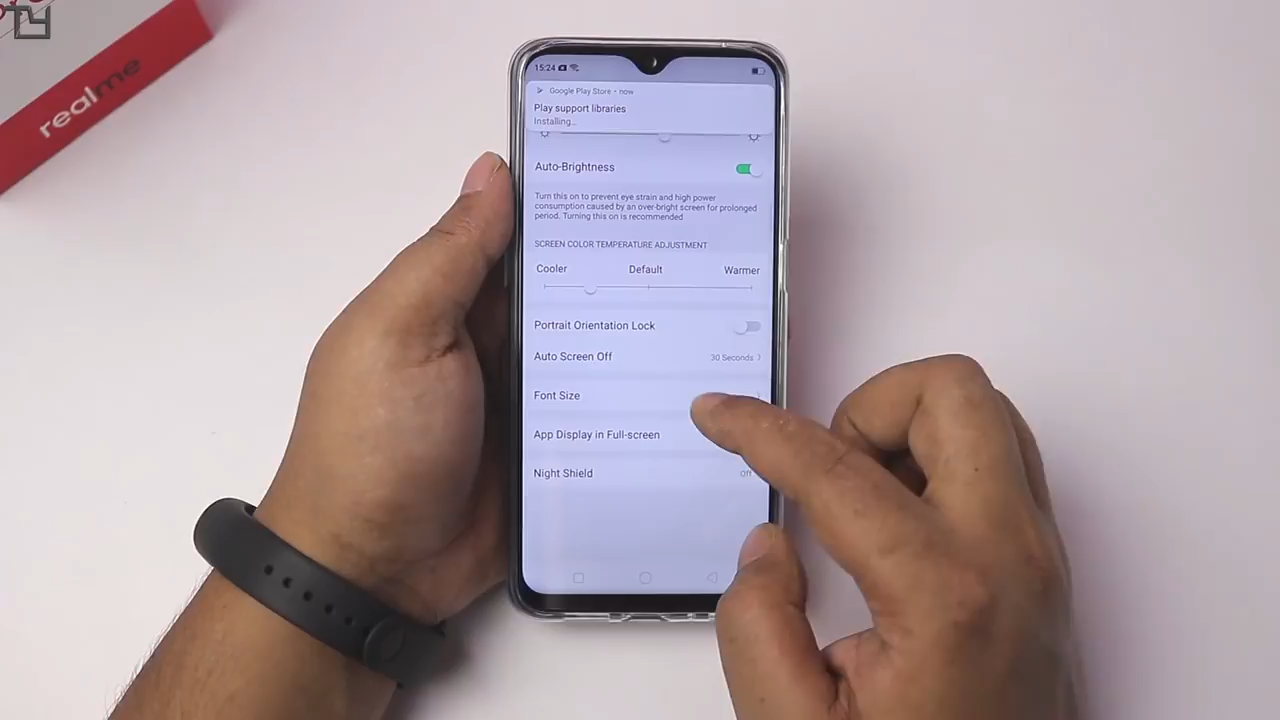 TY
realme
15:24
Google Play Store • now
Play support libraries
Installing...
Auto-Brightness
Turn this on to prevent eye strain and high power
consumption caused by an over-bright screen for prolonged
period. Turning this on is recommended
SCREEN COLOR TEMPERATURE ADJUSTMENT
Cooler Default Warmer
Portrait Orientation Lock
Auto Screen Off 30 Seconds
Font Size
App Display in Full-screen
Night Shield Off